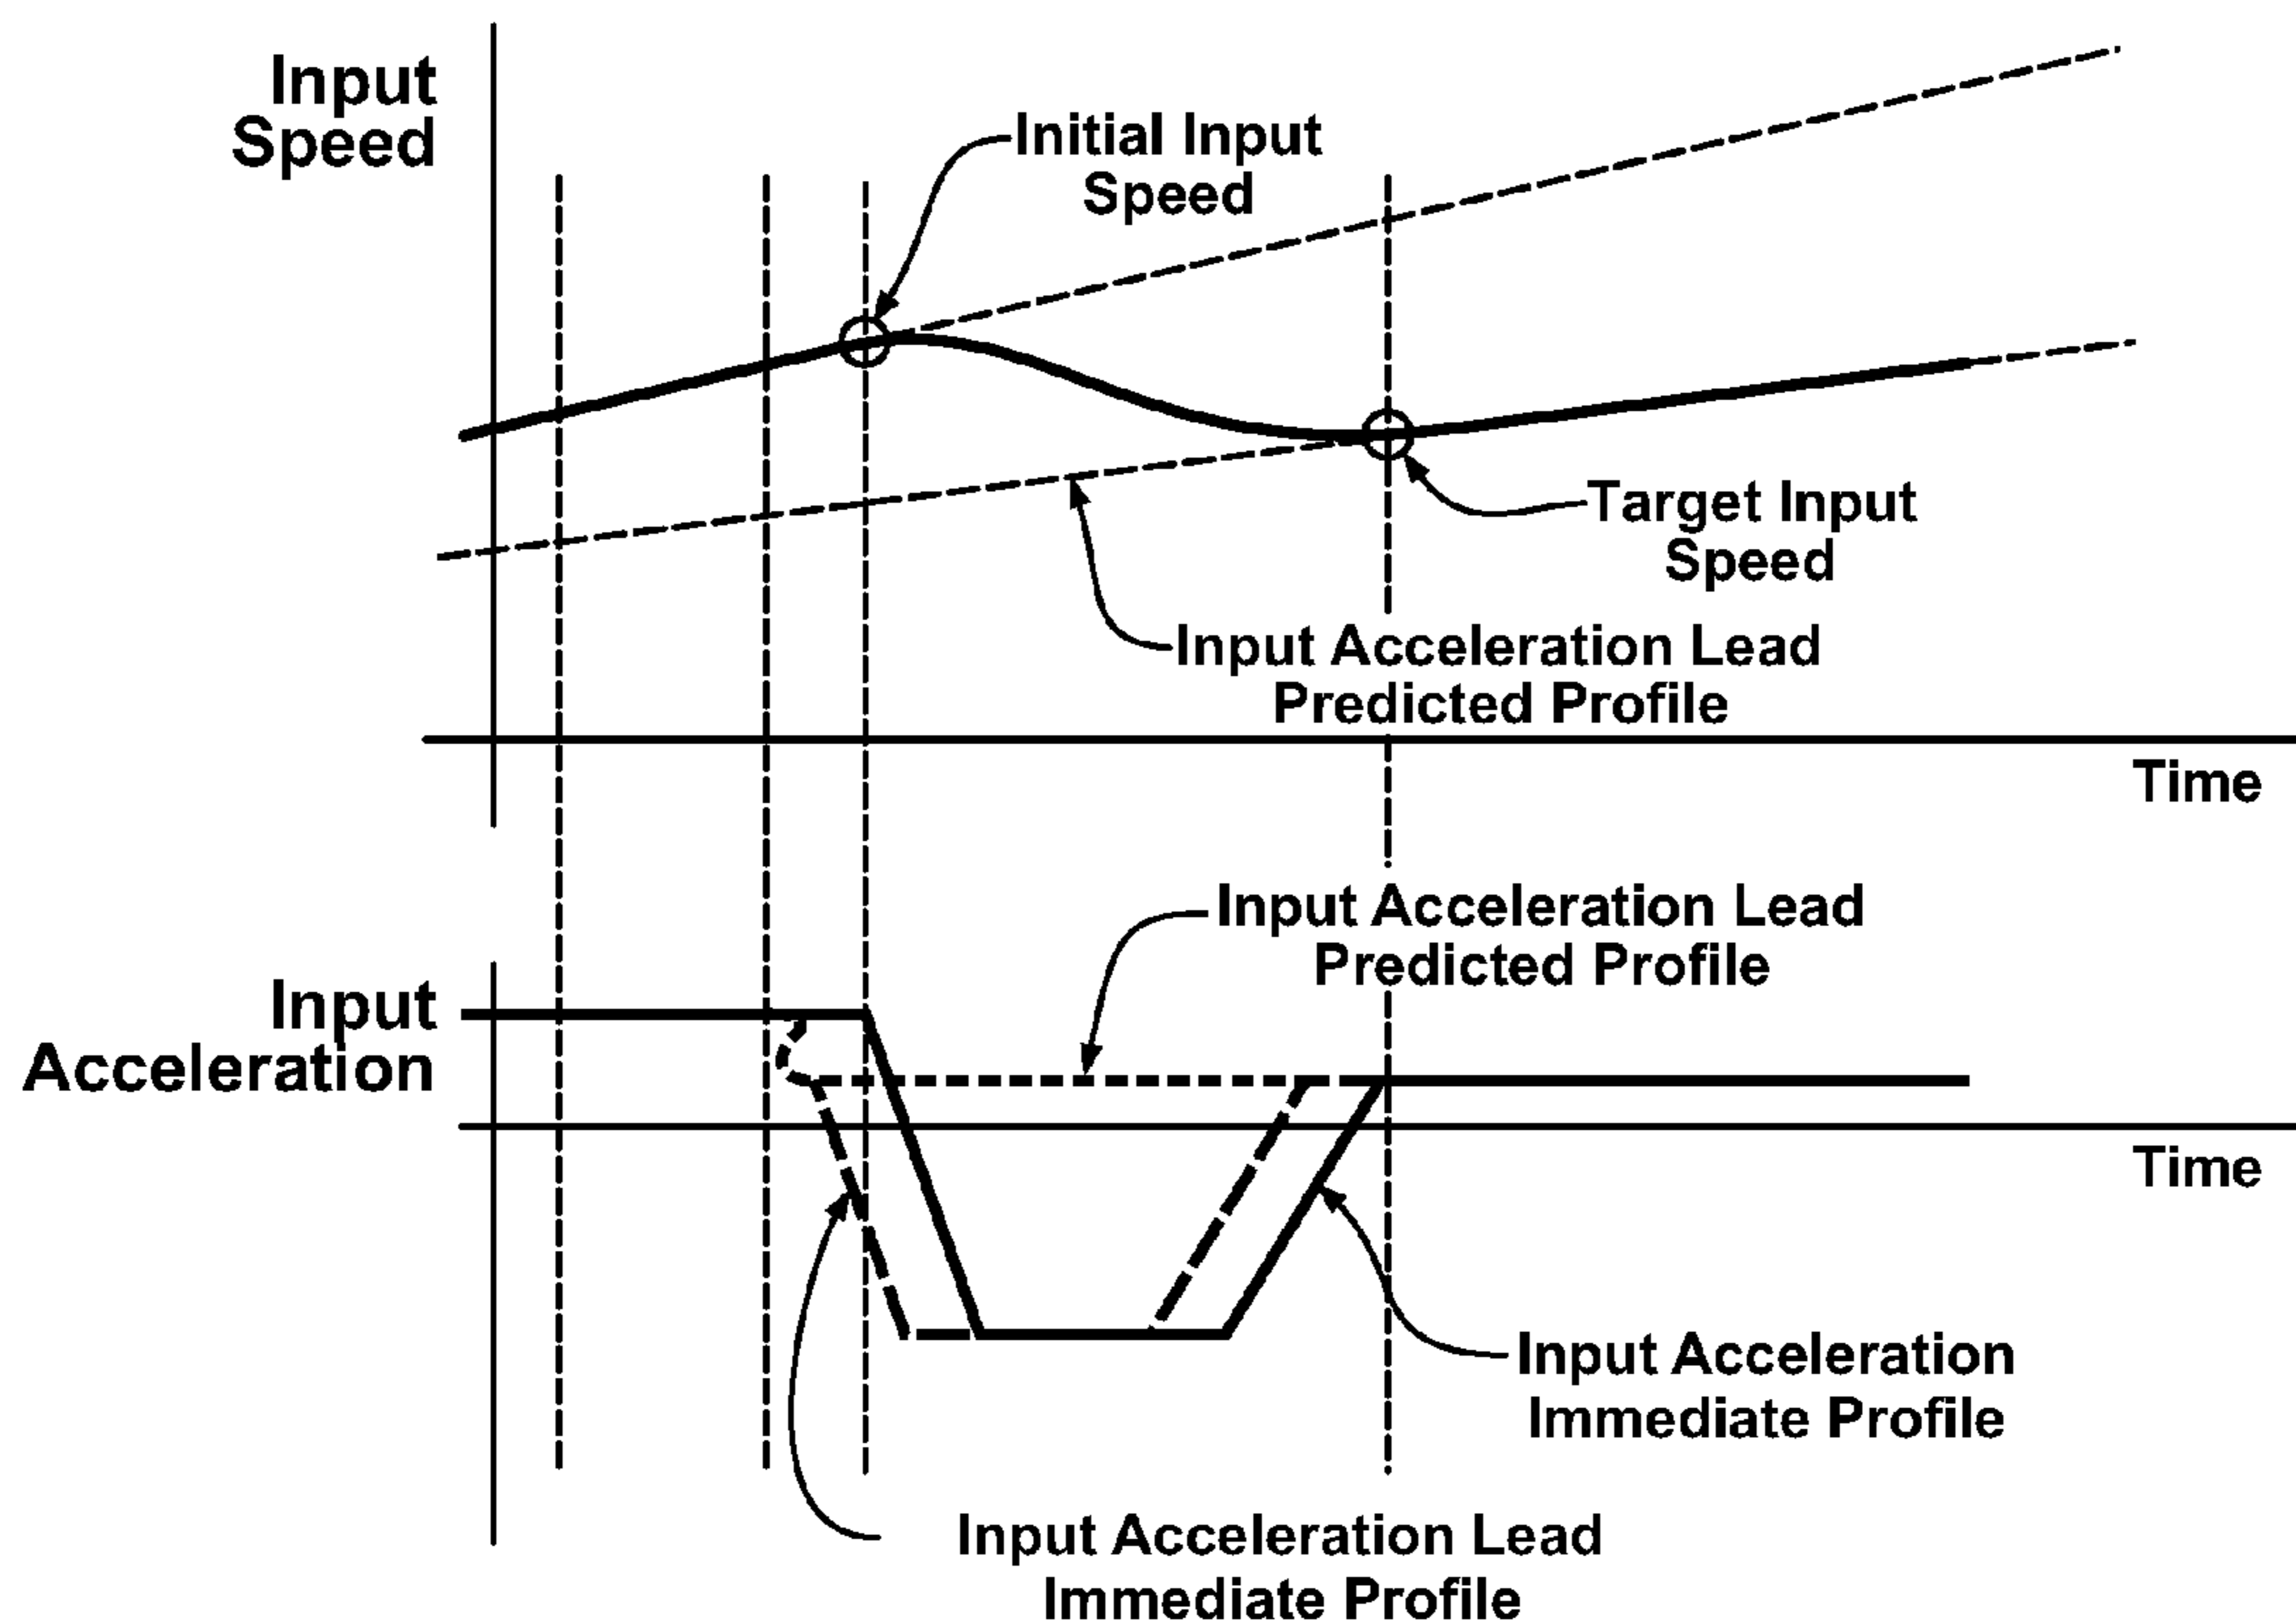 Input
Speed
Initial Input
Speed
Target Input
Speed
Input Acceleration Lead
Predicted Profile
Time
Input Acceleration Lead
Predicted Profile
Input
Acceleration
Time
Input Acceleration
Immediate Profile
Input Acceleration Lead
Immediate Profile